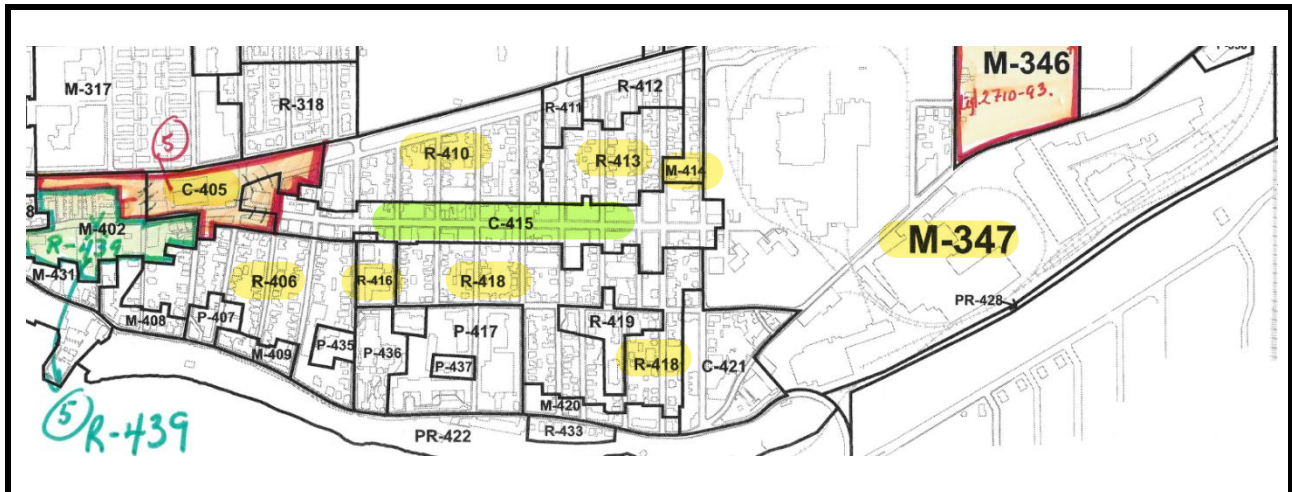 M-346
M-317
R-412
R-318
R-411
2710-93.
5
R-410
R-413
M-414
C-405
M-402
C-415
R-439
M-347
M-431
R-406
R-416
R-418
PR-428
M-408
P-407
R-419
P-417
P-435
P-436
M-409
P-437
R-418
C-421
M-420
5 R-439
PR-422
R-433